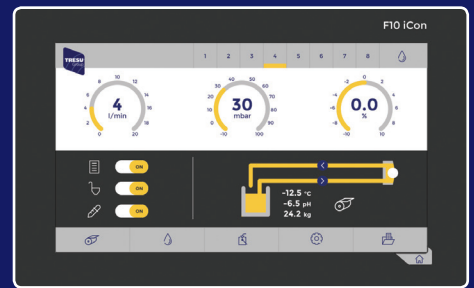 F10 iCon
TRESU
1 2 3 4 5 6 7 8
0 2 4 6 8 10 12 14 16 18 20
4
l/min
-10 0 10 20 30 40 50 60 70 80 90 100
30
mbar
-10 -8 -6 -4 -2 0 2 4 6 8 10
0.0
%
ON
ON
ON
-12.5 °C
-6.5 pH
24.2 kg